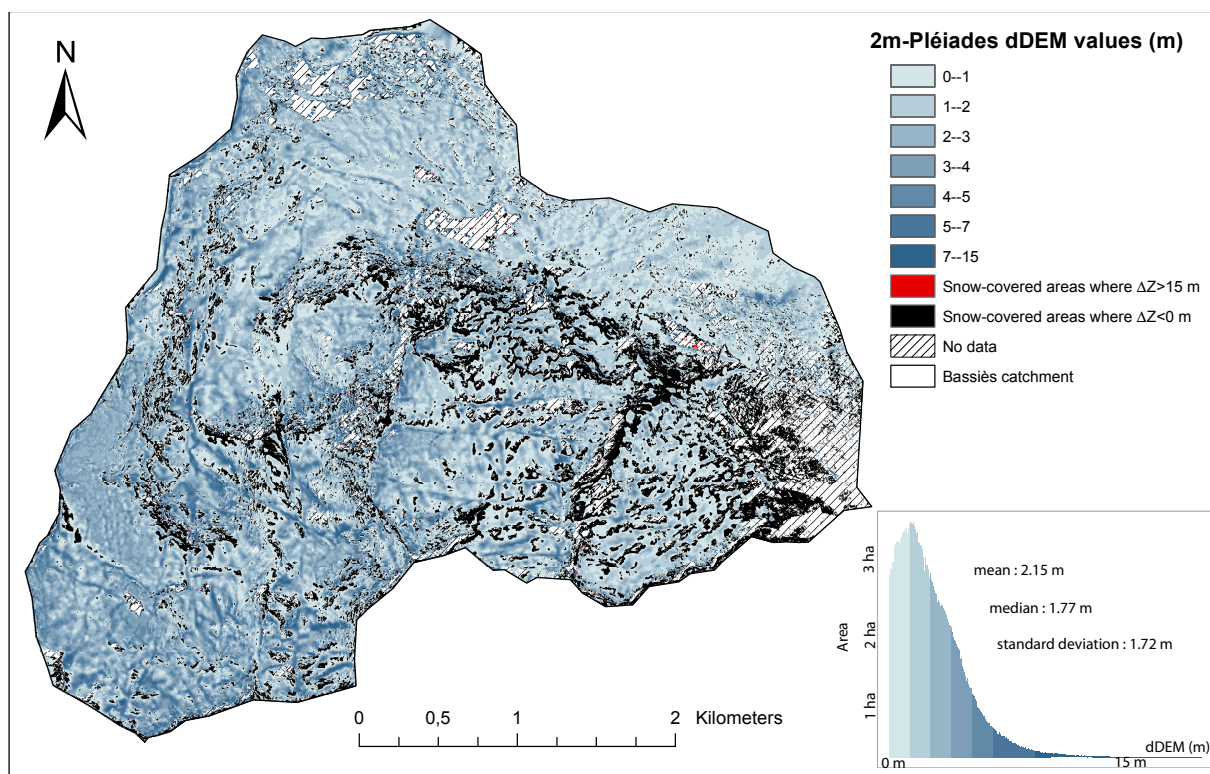 N
2m-Pléiades dDEM values (m)
0--1
1--2
2--3
3--4
4--5
5--7
7--15
Snow-covered areas where ΔZ>15 m
Snow-covered areas where ΔZ<0 m
No data
Bassiès catchment
0 0,5 1 2 Kilometers
Area
3 ha
2 ha
1 ha
mean : 2.15 m
median : 1.77 m
standard deviation : 1.72 m
dDEM (m)
0 m 15 m